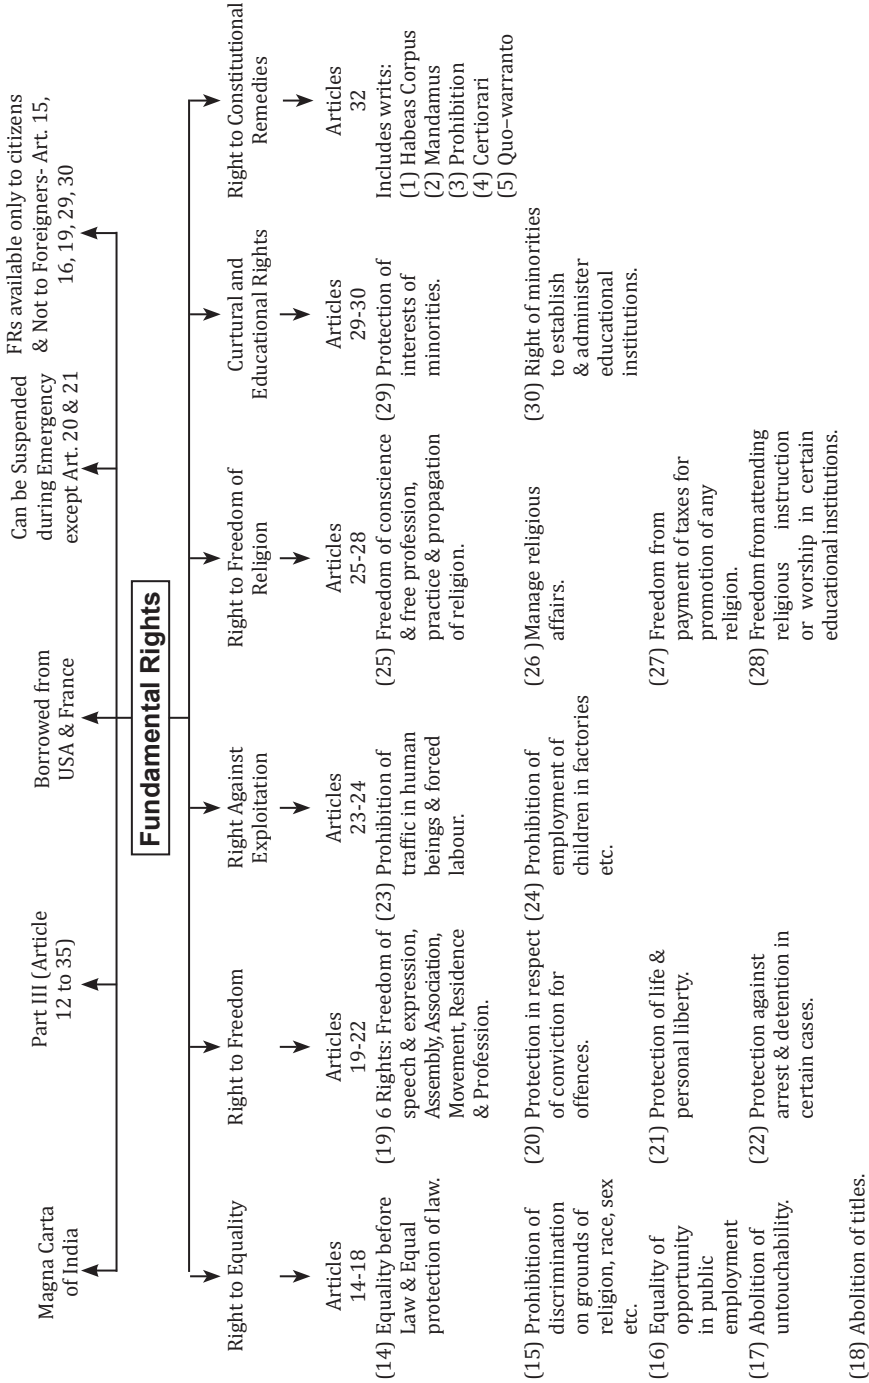 Magna Carta
of India
Part III (Article
12 to 35)
Borrowed from
USA & France
Can be Suspended
during Emergency
except Art. 20 & 21
FRs available only to citizens
& Not to Foreigners- Art. 15,
16, 19, 29, 30
Fundamental Rights
Right to Equality
Articles
14-18
(14) Equality before
Law & Equal
protection of law.
(15) Prohibition of
discrimination
on grounds of
religion, race, sex
etc.
(16) Equality of
opportunity
in public
employment
(17) Abolition of
untouchability.
(18) Abolition of titles.
Right to Freedom
Articles
19-22
(19) 6 Rights: Freedom of
speech & expression,
Assembly, Association,
Movement, Residence
& Profession.
(20) Protection in respect
of conviction for
offences.
(21) Protection of life &
personal liberty.
(22) Protection against
arrest & detention in
certain cases.
Right Against
Exploitation
Articles
23-24
(23) Prohibition of
traffic in human
beings & forced
labour.
(24) Prohibition of
employment of
children in factories
etc.
Right to Freedom of
Religion
Articles
25-28
(25) Freedom of conscience
& free profession,
practice & propagation
of religion.
(26 )Manage religious
affairs.
(27) Freedom from
payment of taxes for
promotion of any
religion.
(28) Freedom from attending
religious instruction
or worship in certain
educational institutions.
Curtural and
Educational Rights
Articles
29-30
(29) Protection of
interests of
minorities.
(30) Right of minorities
to establish
& administer
educational
institutions.
Right to Constitutional
Remedies
Articles
32
Includes writs:
(1) Habeas Corpus
(2) Mandamus
(3) Prohibition
(4) Certiorari
(5) Quo–warranto